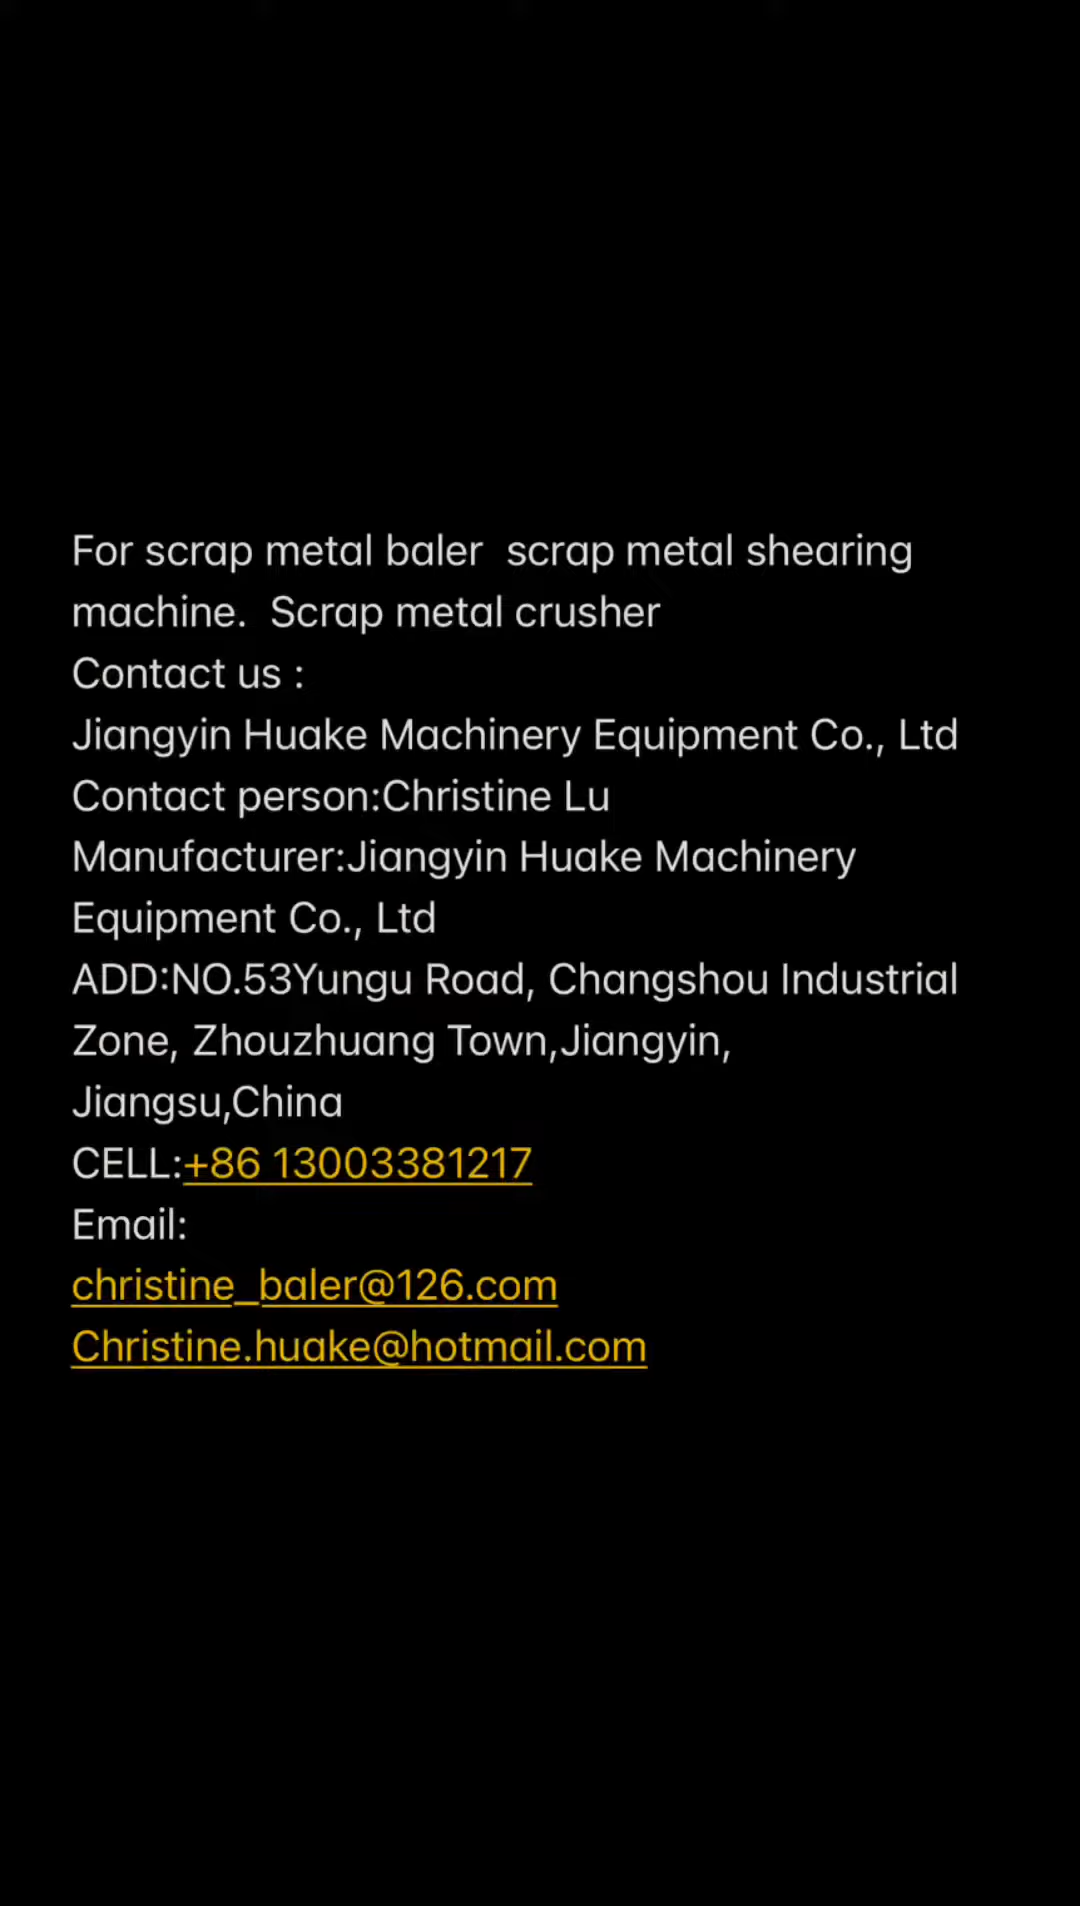 For scrap metal baler  scrap metal shearing
machine.  Scrap metal crusher
Contact us :
Jiangyin Huake Machinery Equipment Co., Ltd
Contact person:Christine Lu
Manufacturer:Jiangyin Huake Machinery
Equipment Co., Ltd
ADD:NO.53Yungu Road, Changshou Industrial
Zone, Zhouzhuang Town,Jiangyin,
Jiangsu,China
CELL:+86 13003381217
Email:
christine_baler@126.com
Christine.huake@hotmail.com